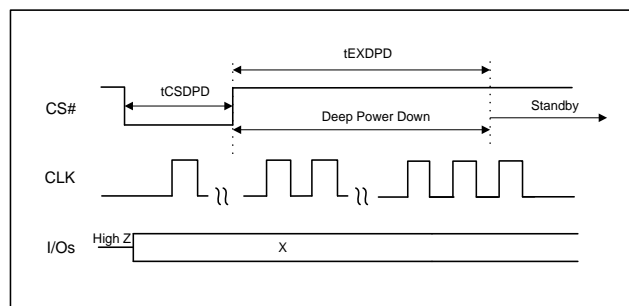 tEXDPD
tCSDPD
CS#
Deep Power Down
Standby
CLK
High Z
I/Os
X